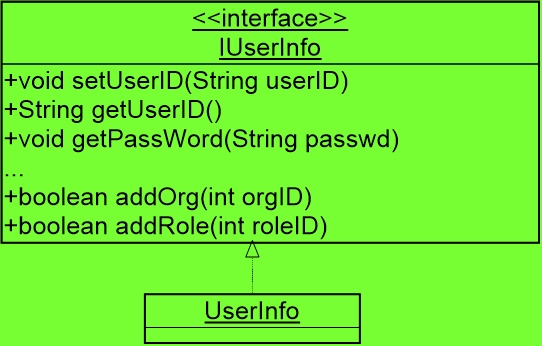 <<interface>>
IUserInfo
+void setUserID(String userID)
+String getUserID()
+void getPassWord(String passwd)
...
+boolean addOrg(int orgID)
+boolean addRole(int roleID)
UserInfo